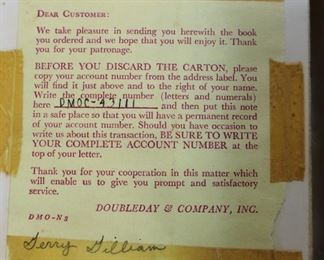 DEAR CUSTOMER:
We take pleasure in sending you herewith the book
you ordered and we hope that you will enjoy it. Thank
you for your patronage.
BEFORE YOU DISCARD THE CARTON, please
copy your account number from the address label. You
will find it just above and to the right of your name.
Write the complete number (letters and numerals)
here DMOC-43111 and then put this note
in a safe place so that you will have a permanent record
of your account number. Should you have occasion to
write us about this transaction, BE SURE TO WRITE
YOUR COMPLETE ACCOUNT NUMBER at the
top of your letter.
Thank you for your cooperation in this matter which
will enable us to give you prompt and satisfactory
service.
DOUBLEDAY & COMPANY, INC.
DMO-N2
Terry Gilliam